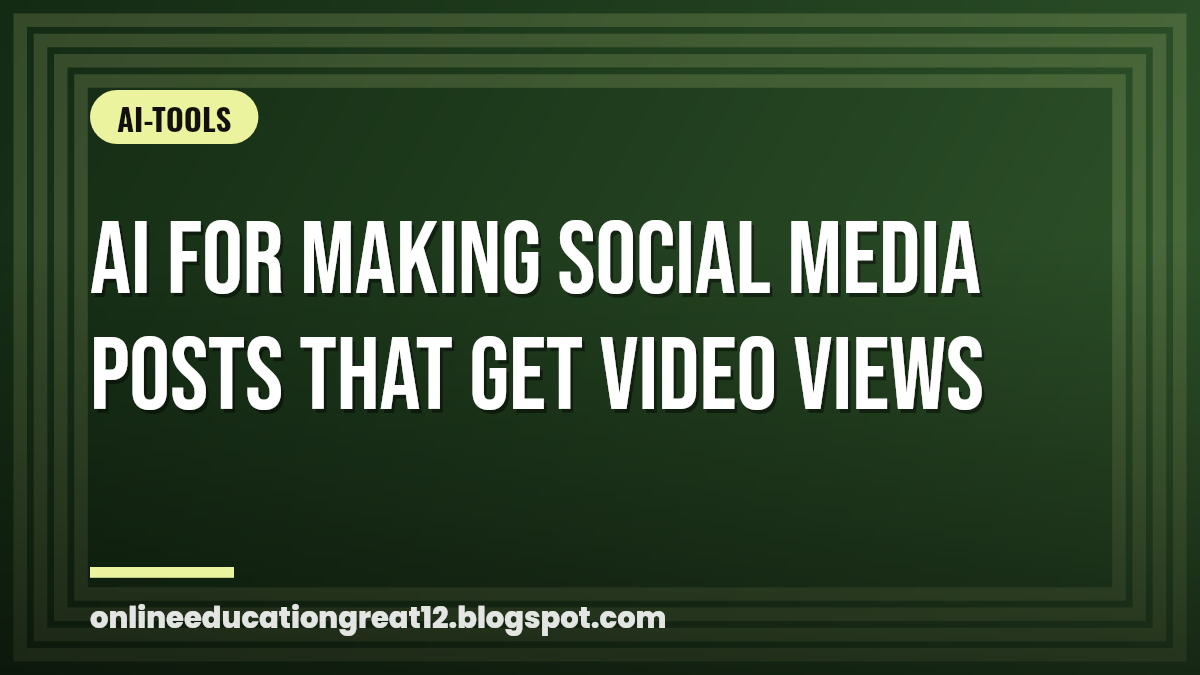 AI-TOOLS
AI FOR MAKING SOCIAL MEDIA
POSTS THAT GET VIDEO VIEWS
onlineeducationgreat12.blogspot.com